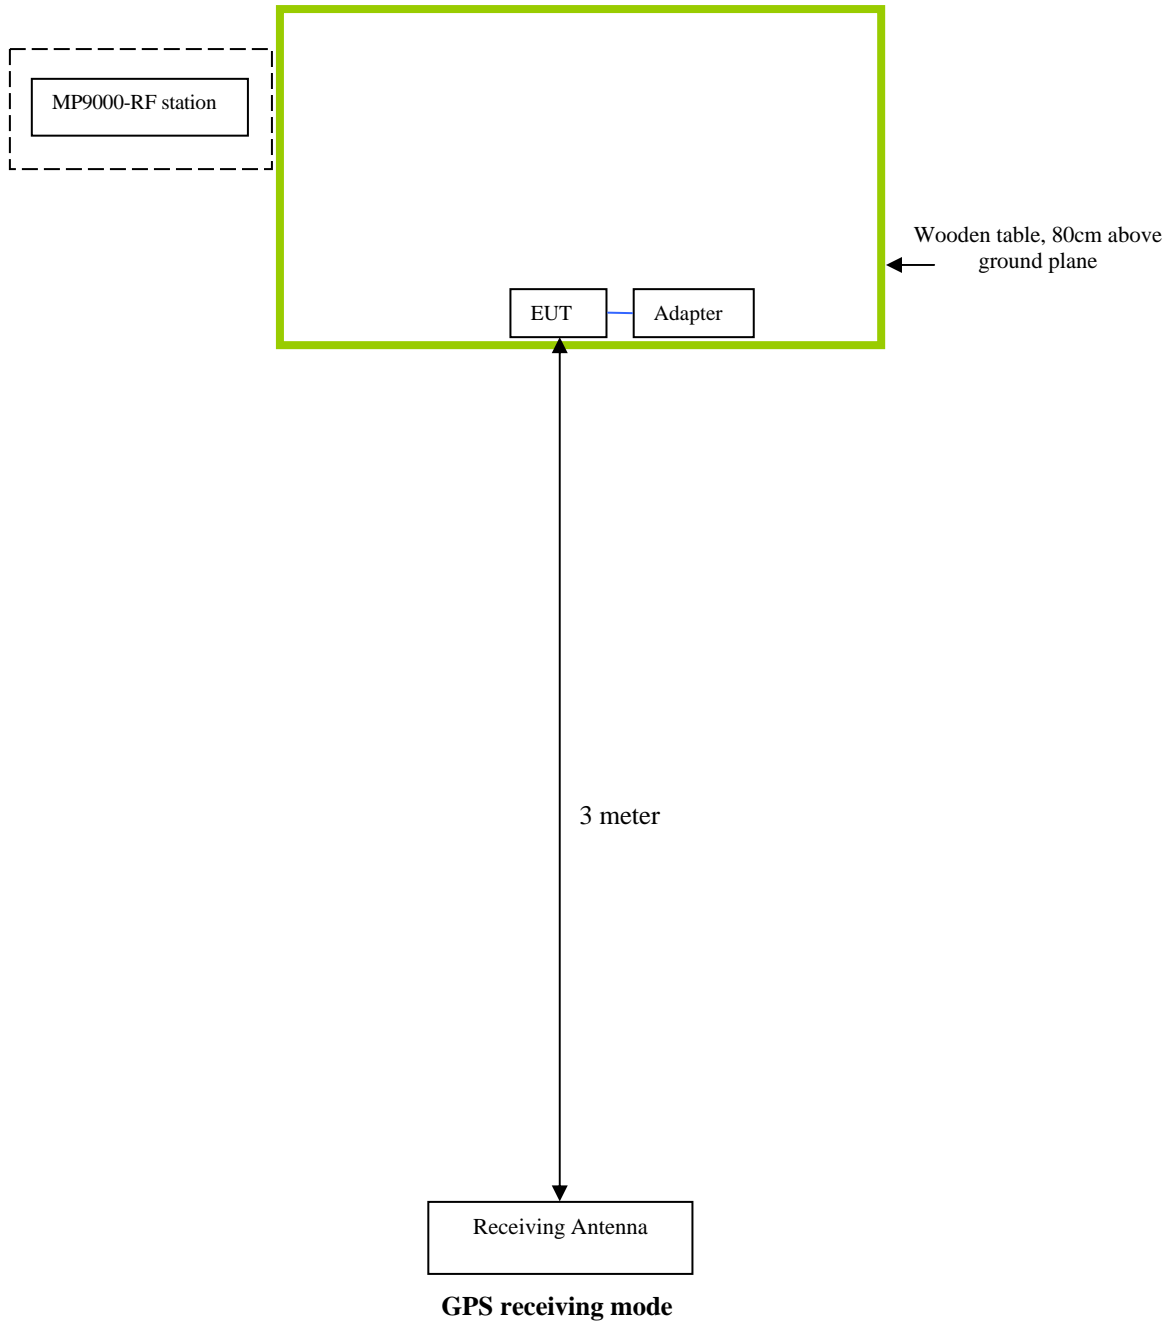 MP9000-RF station
Wooden table, 80cm above
ground plane
EUT
Adapter
3 meter
Receiving Antenna
GPS receiving mode